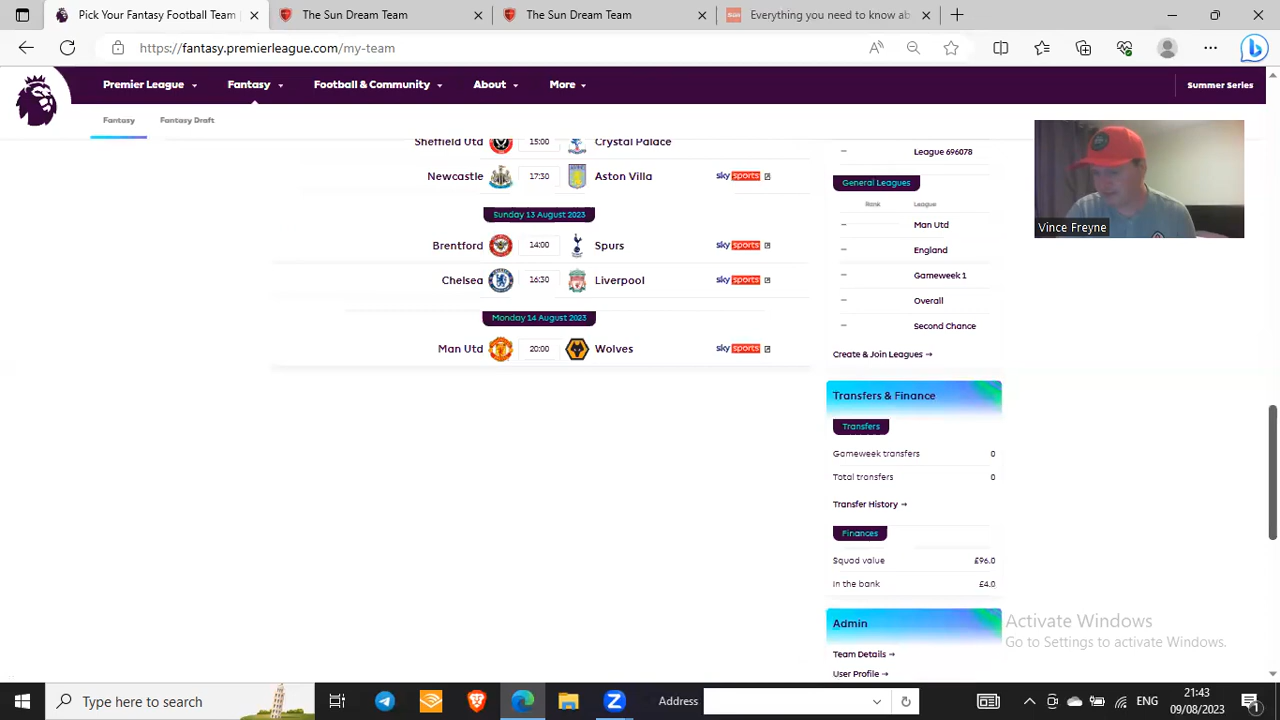 Pick Your Team
The Sun Dream Team
The Sun Dream Team
Everything you need to
https://fantasy.premierleague.com/my-team
Premier League
Fantasy
Football & Community
About
More
Summer Series
Fantasy
Fantasy Draft
Sheffield Utd 15:00 Crystal Palace
Newcastle 17:30 Aston Villa sky sports
Sunday 13 August 2023
Brentford 14:00 Spurs sky sports
Chelsea 16:30 Liverpool sky sports
Monday 14 August 2023
Man Utd 20:00 Wolves sky sports
League 696078
General Leagues
Rank League
Man Utd
England
Gameweek 1
Overall
Second Chance
Create & Join Leagues →
Transfers & Finance
Transfers
Gameweek transfers 0
Total transfers 0
Transfer History →
Finances
Squad value £96.0
In the bank £4.0
Admin
Team Details →
User Profile →
Vince Freyne
Activate Windows
Go to Settings to activate Windows.
Type here to search
Address
ENG
21:43
09/08/2023